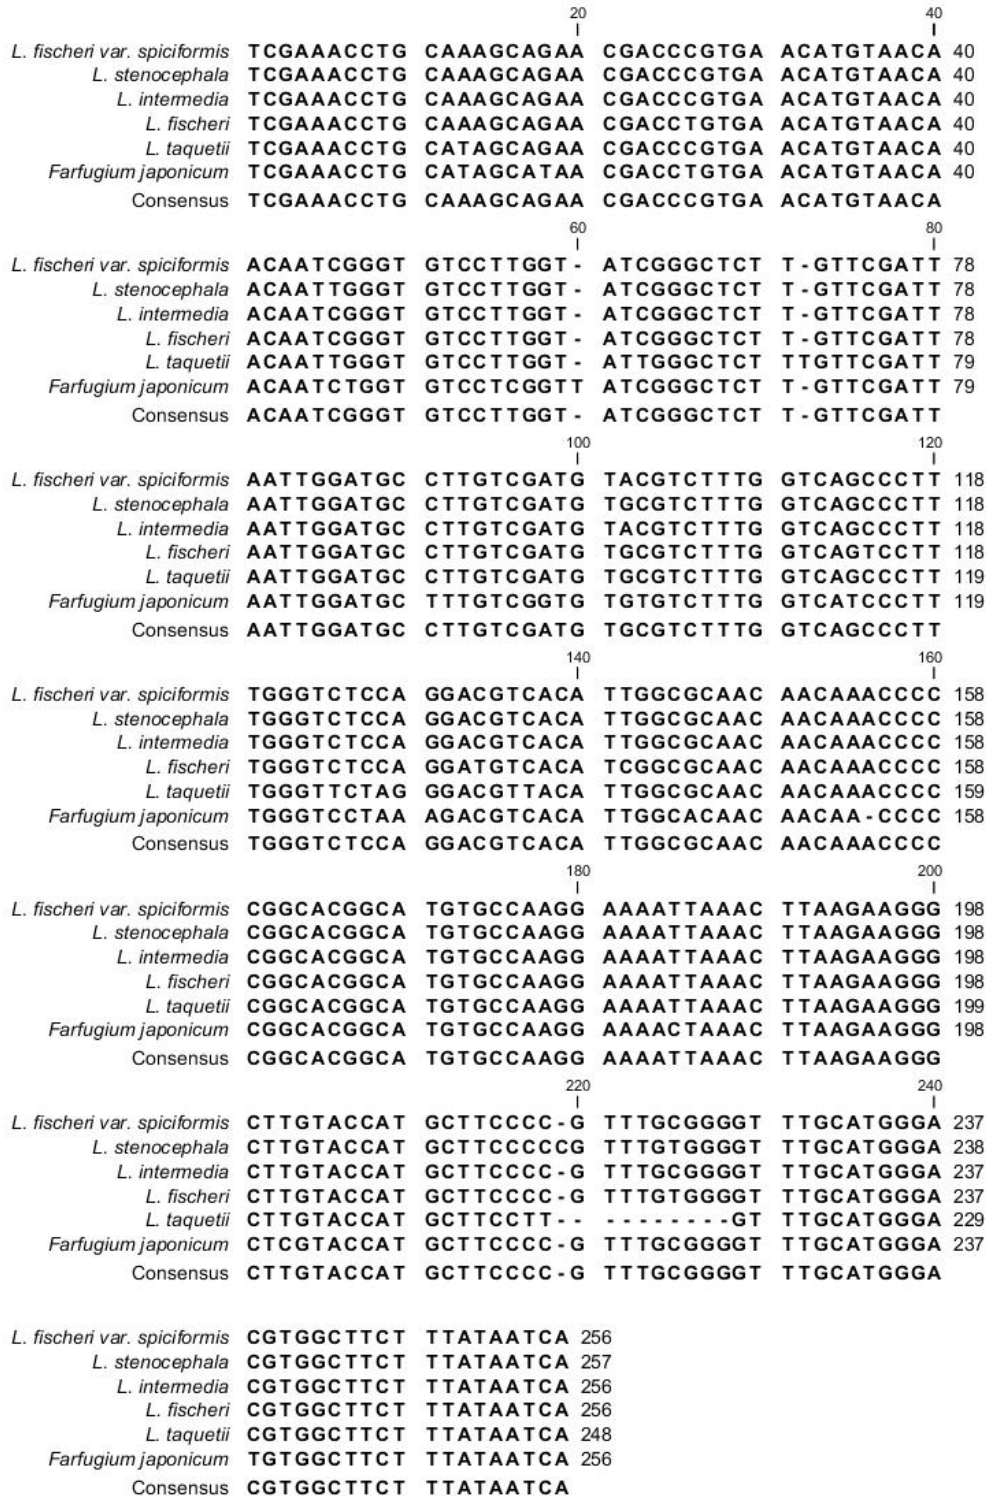 20 40
L. fischeri var. spiciformis TCGAAACCTG CAAAGCAGAA CGACCCGTGA ACATGTAACA 40
L. stenocephala TCGAAACCTG CAAAGCAGAA CGACCCGTGA ACATGTAACA 40
L. intermedia TCGAAACCTG CAAAGCAGAA CGACCCGTGA ACATGTAACA 40
L. fischeri TCGAAACCTG CAAAGCAGAA CGACCTGTGA ACATGTAACA 40
L. taquetii TCGAAACCTG CATAGCAGAA CGACCCGTGA ACATGTAACA 40
Farfugium japonicum TCGAAACCTG CATAGCATAA CGACCTGTGA ACATGTAACA 40
Consensus TCGAAACCTG CAAAGCAGAA CGACCCGTGA ACATGTAACA
60 80
L. fischeri var. spiciformis ACAATCGGGT GTCCTTGGT- ATCGGGCTCT T-GTTCGATT 78
L. stenocephala ACAATTGGGT GTCCTTGGT- ATCGGGCTCT T-GTTCGATT 78
L. intermedia ACAATCGGGT GTCCTTGGT- ATCGGGCTCT T-GTTCGATT 78
L. fischeri ACAATCGGGT GTCCTTGGT- ATCGGGCTCT T-GTTCGATT 78
L. taquetii ACAATTGGGT GTCCTTGGT- ATTGGGCTCT TTGTTCGATT 79
Farfugium japonicum ACAATCTGGT GTCCTCGGTT ATCGGGCTCT T-GTTCGATT 79
Consensus ACAATCGGGT GTCCTTGGT- ATCGGGCTCT T-GTTCGATT
100 120
L. fischeri var. spiciformis AATTGGATGC CTTGTCGATG TACGTCTTTG GTCAGCCCTT 118
L. stenocephala AATTGGATGC CTTGTCGATG TGCGTCTTTG GTCAGCCCTT 118
L. intermedia AATTGGATGC CTTGTCGATG TACGTCTTTG GTCAGCCCTT 118
L. fischeri AATTGGATGC CTTGTCGATG TGCGTCTTTG GTCAGTCCTT 118
L. taquetii AATTGGATGC CTTGTCGATG TGCGTCTTTG GTCAGCCCTT 119
Farfugium japonicum AATTGGATGC TTTGTCGGTG TGTGTCTTTG GTCATCCCTT 119
Consensus AATTGGATGC CTTGTCGATG TGCGTCTTTG GTCAGCCCTT
140 160
L. fischeri var. spiciformis TGGGTCTCCA GGACGTCACA TTGGCGCAAC AACAAACCCC 158
L. stenocephala TGGGTCTCCA GGACGTCACA TTGGCGCAAC AACAAACCCC 158
L. intermedia TGGGTCTCCA GGACGTCACA TTGGCGCAAC AACAAACCCC 158
L. fischeri TGGGTCTCCA GGATGTCACA TCGGCGCAAC AACAAACCCC 158
L. taquetii TGGGTTCTAG GGACGTTACA TTGGCGCAAC AACAAACCCC 159
Farfugium japonicum TGGGTCCTAA AGACGTCACA TTGGCACAAC AACAA-CCCC 158
Consensus TGGGTCTCCA GGACGTCACA TTGGCGCAAC AACAAACCCC
180 200
L. fischeri var. spiciformis CGGCACGGCA TGTGCCAAGG AAAATTAAAC TTAAGAAGGG 198
L. stenocephala CGGCACGGCA TGTGCCAAGG AAAATTAAAC TTAAGAAGGG 198
L. intermedia CGGCACGGCA TGTGCCAAGG AAAATTAAAC TTAAGAAGGG 198
L. fischeri CGGCACGGCA TGTGCCAAGG AAAATTAAAC TTAAGAAGGG 198
L. taquetii CGGCACGGCA TGTGCCAAGG AAAATTAAAC TTAAGAAGGG 199
Farfugium japonicum CGGCACGGCA TGTGCCAAGG AAAACTAAAC TTAAGAAGGG 198
Consensus CGGCACGGCA TGTGCCAAGG AAAATTAAAC TTAAGAAGGG
220 240
L. fischeri var. spiciformis CTTGTACCAT GCTTCCCC-G TTTGCGGGGT TTGCATGGGA 237
L. stenocephala CTTGTACCAT GCTTCCCCCG TTTGTGGGGT TTGCATGGGA 238
L. intermedia CTTGTACCAT GCTTCCCC-G TTTGCGGGGT TTGCATGGGA 237
L. fischeri CTTGTACCAT GCTTCCCC-G TTTGTGGGGT TTGCATGGGA 237
L. taquetii CTTGTACCAT GCTTCCTT-- --------GT TTGCATGGGA 229
Farfugium japonicum CTCGTACCAT GCTTCCCC-G TTTGCGGGGT TTGCATGGGA 237
Consensus CTTGTACCAT GCTTCCCC-G TTTGCGGGGT TTGCATGGGA
L. fischeri var. spiciformis CGTGGCTTCT TTATAATCA 256
L. stenocephala CGTGGCTTCT TTATAATCA 257
L. intermedia CGTGGCTTCT TTATAATCA 256
L. fischeri CGTGGCTTCT TTATAATCA 256
L. taquetii CGTGGCTTCT TTATAATCA 248
Farfugium japonicum TGTGGCTTCT TTATAATCA 256
Consensus CGTGGCTTCT TTATAATCA